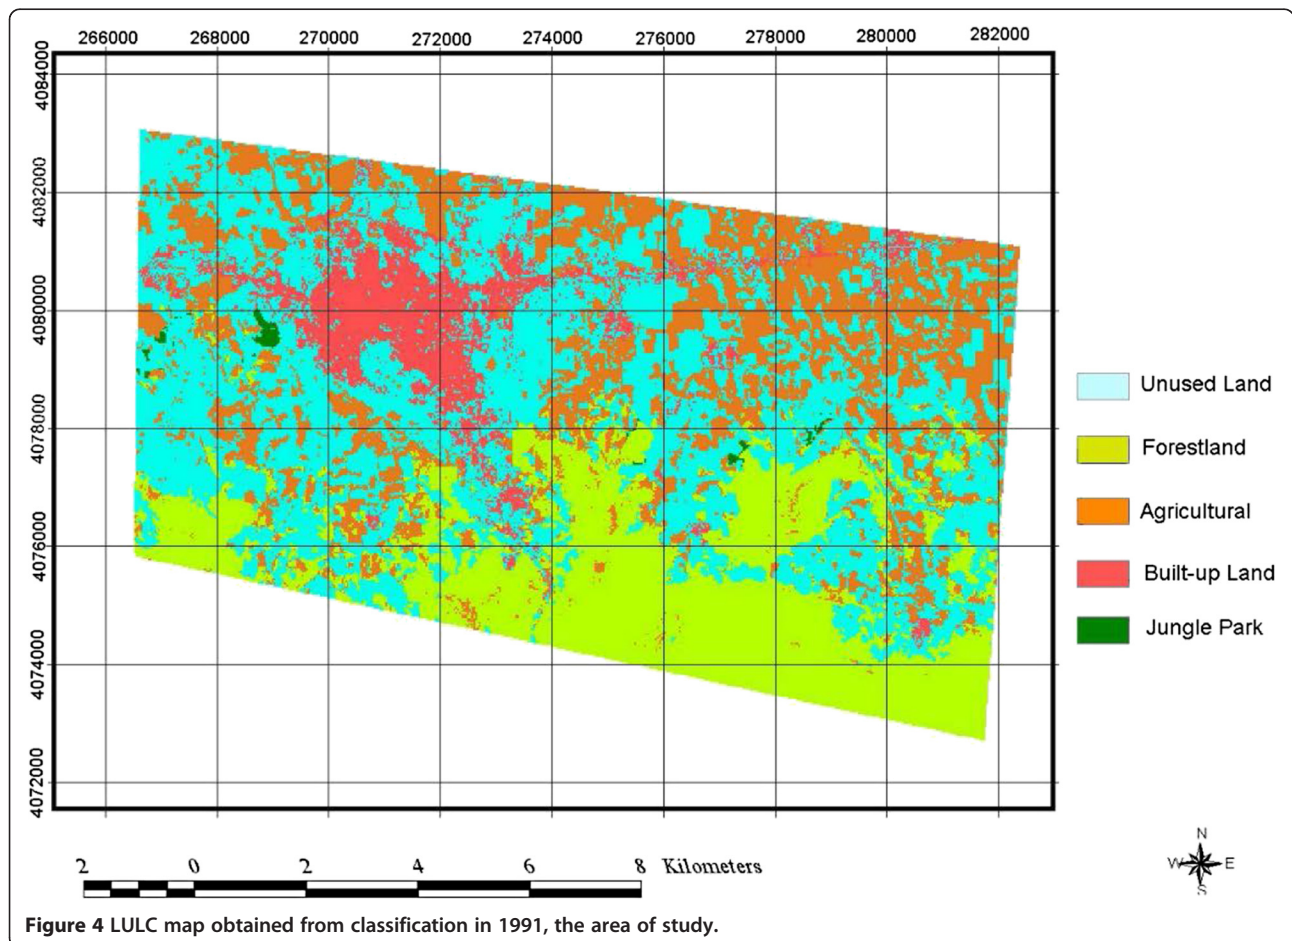 266000 268000 270000 272000 274000 276000 278000 280000 282000
4084000
4082000
4080000
4078000
4076000
4074000
4072000
Unused Land
Forestland
Agricultural
Built-up Land
Jungle Park
2 0 2 4 6 8 Kilometers
N
W E
S
Figure 4 LULC map obtained from classification in 1991, the area of study.